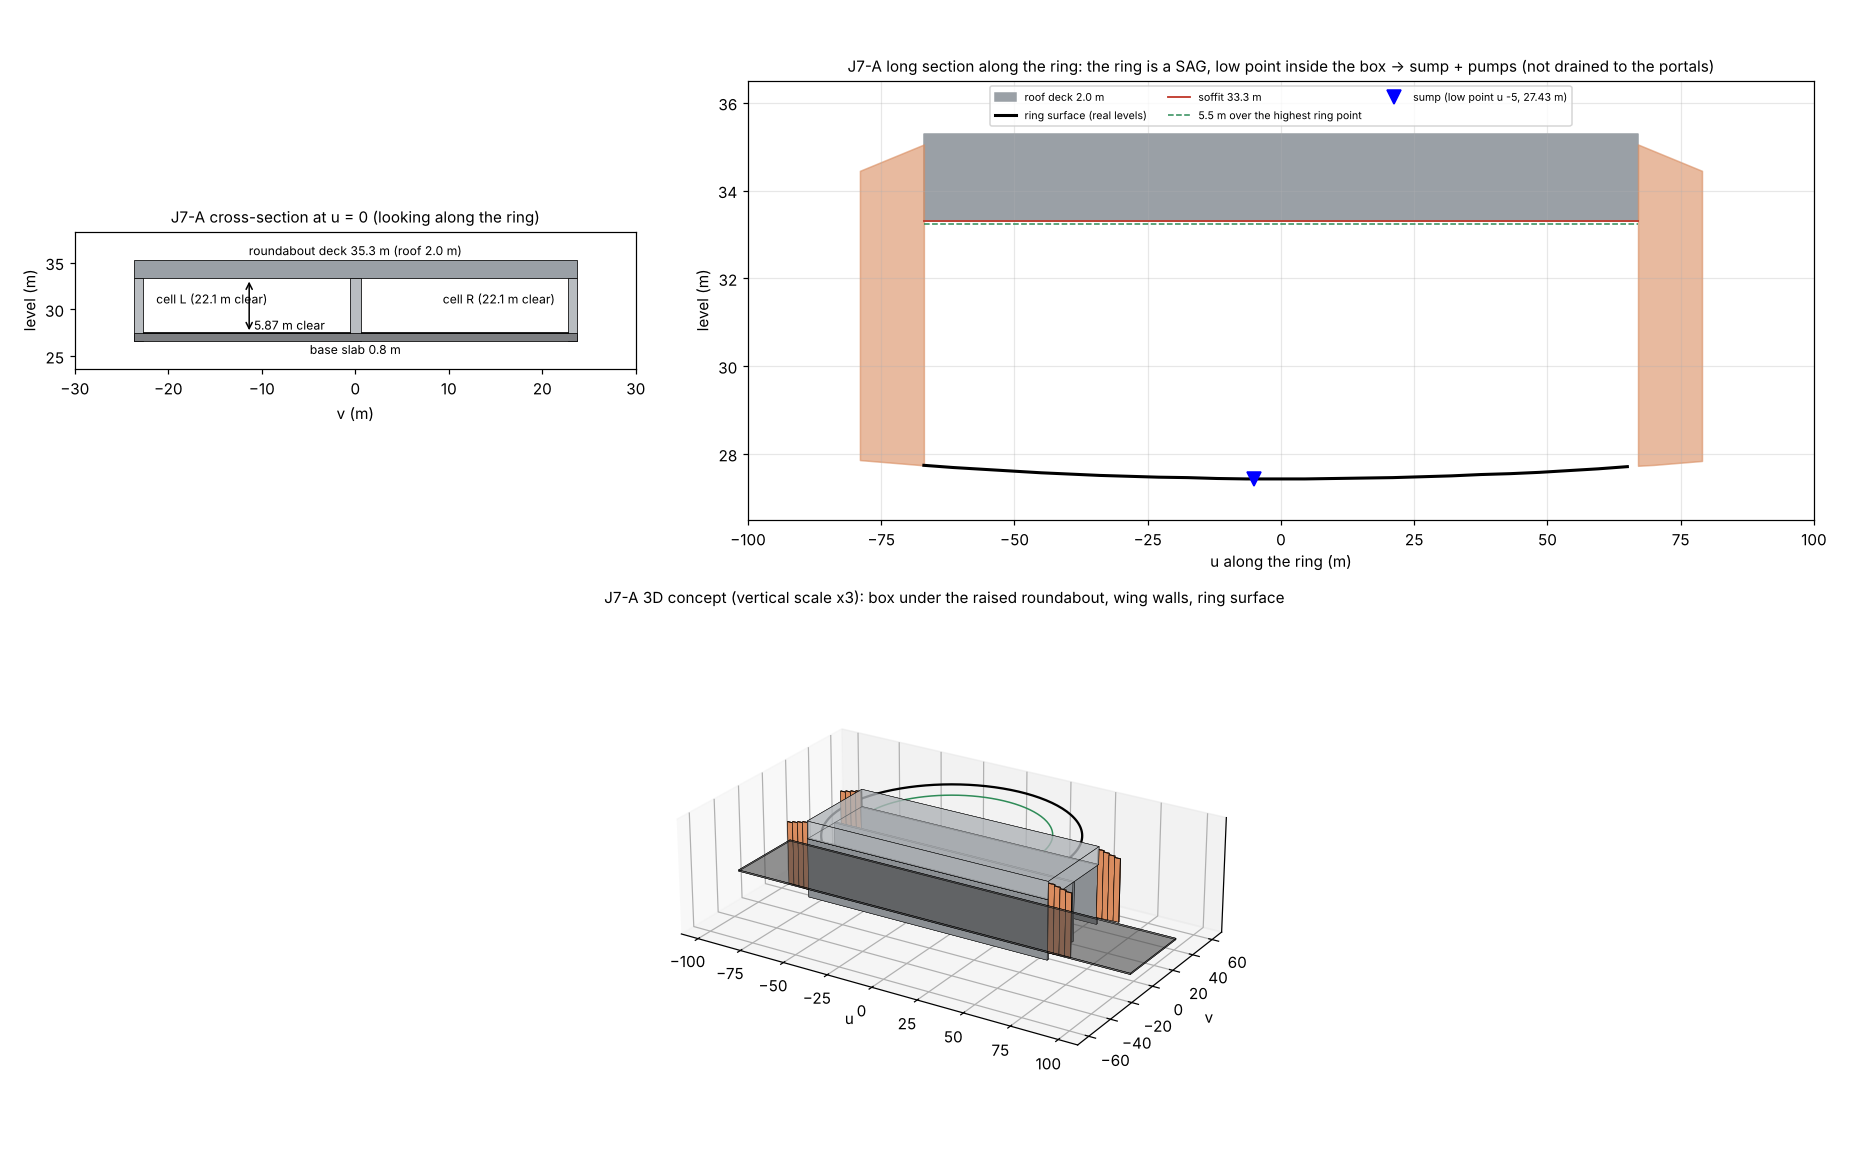 J7-A cross-section at u = 0 (looking along the ring)
roundabout deck 35.3 m (roof 2.0 m)
cell L (22.1 m clear)
cell R (22.1 m clear)
5.87 m clear
base slab 0.8 m
level (m)
35
30
25
−30
−20
−10
0
10
20
30
v (m)
J7-A long section along the ring: the ring is a SAG, low point inside the box → sump + pumps (not drained to the portals)
roof deck 2.0 m
ring surface (real levels)
soffit 33.3 m
5.5 m over the highest ring point
sump (low point u -5, 27.43 m)
level (m)
36
34
32
30
28
−100
−75
−50
−25
0
25
50
75
100
u along the ring (m)
J7-A 3D concept (vertical scale x3): box under the raised roundabout, wing walls, ring surface
−100
−75
−50
−25
0
25
50
75
100
u
−60
−40
−20
0
20
40
60
v